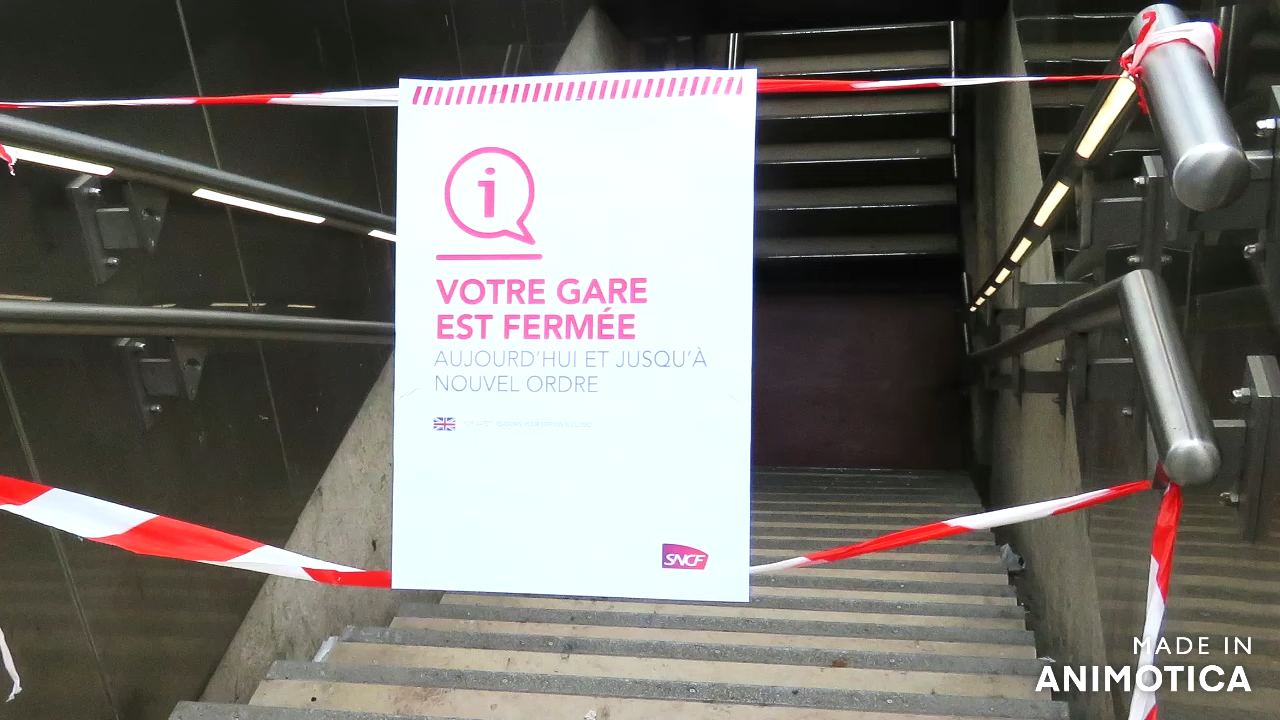 i
VOTRE GARE
EST FERMÉE
AUJOURD'HUI ET JUSQU'À
NOUVEL ORDRE
SNCF
MADE IN
ANIMOTICA